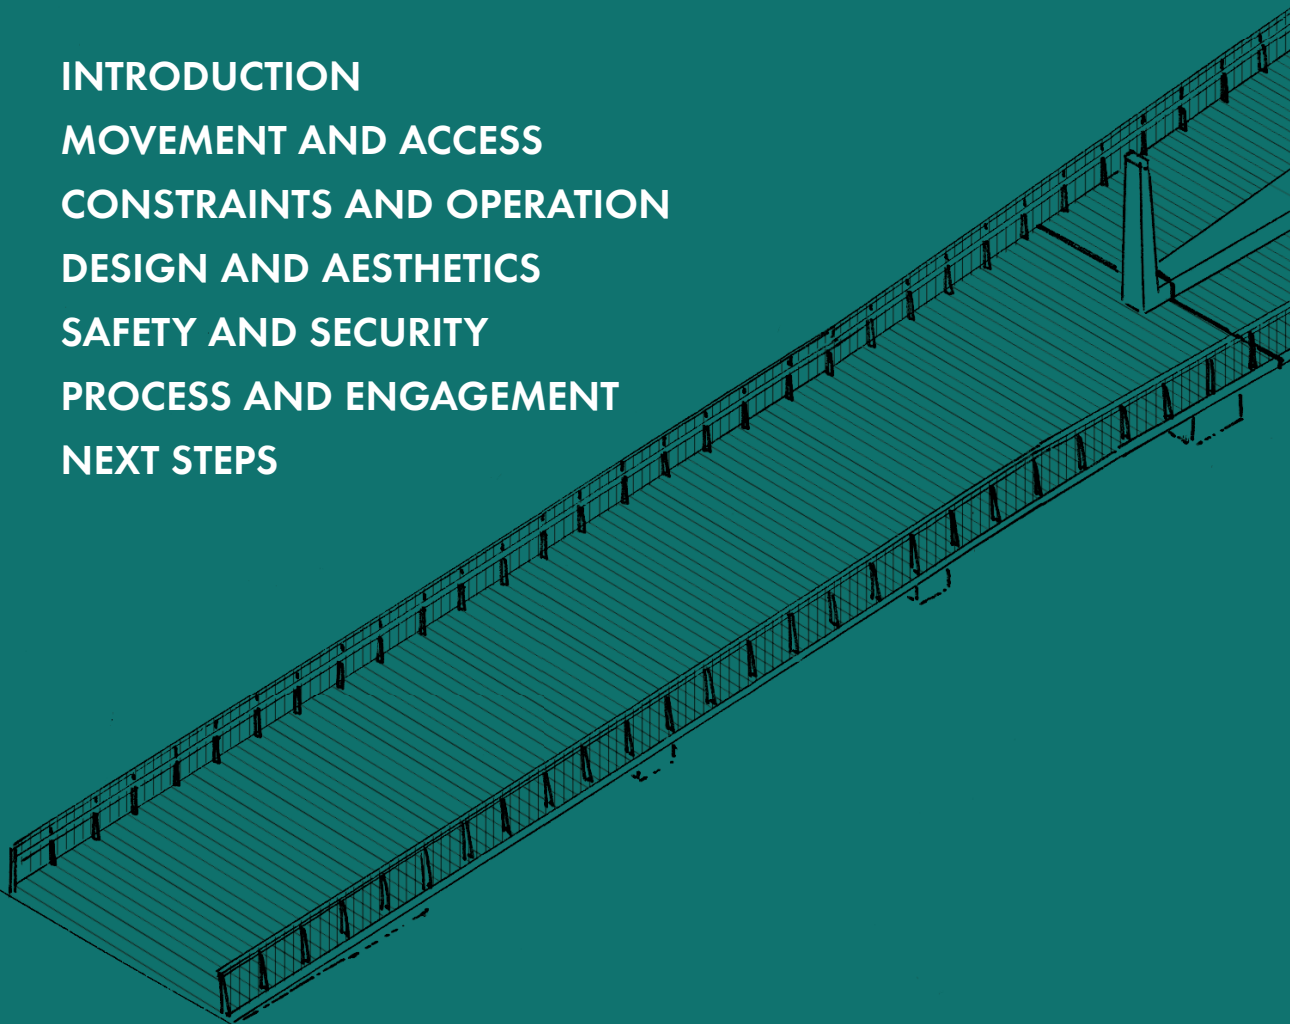 INTRODUCTION
MOVEMENT AND ACCESS
CONSTRAINTS AND OPERATION
DESIGN AND AESTHETICS
SAFETY AND SECURITY
PROCESS AND ENGAGEMENT
NEXT STEPS